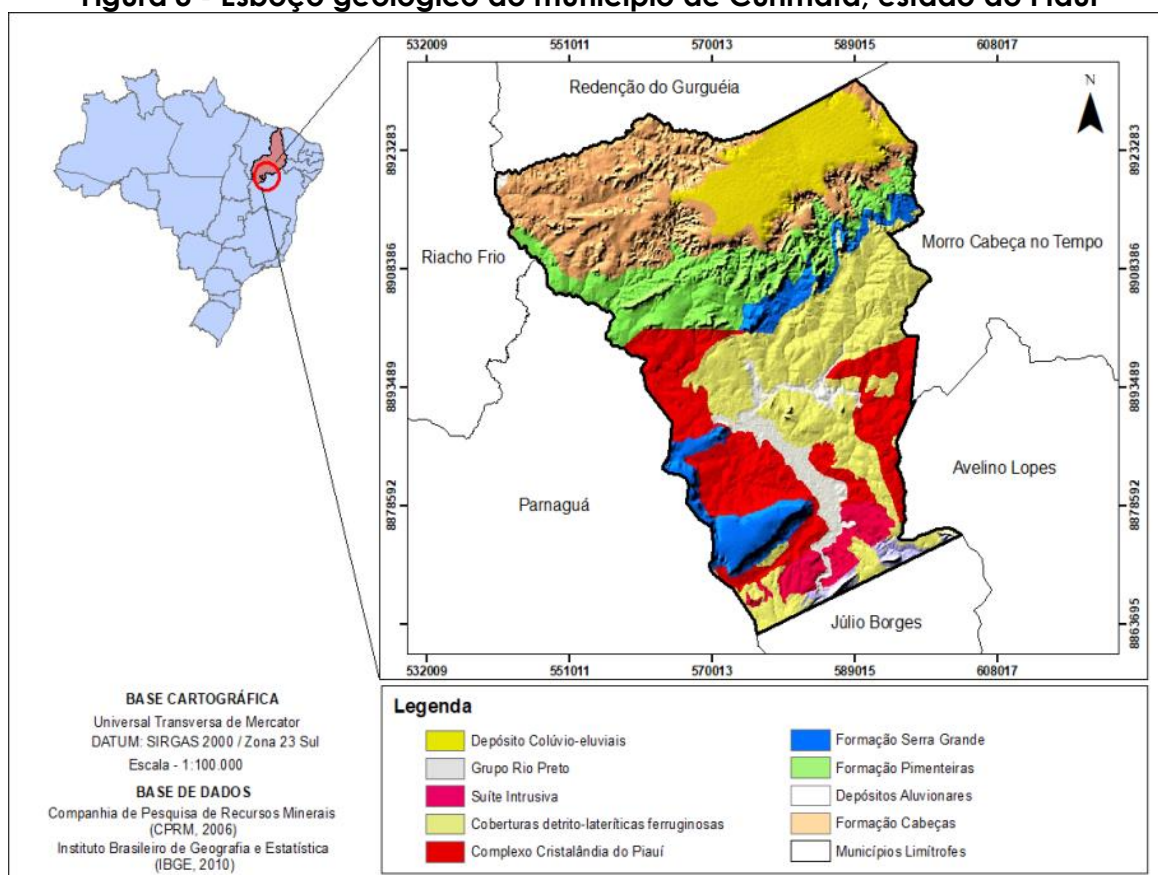 Figura 3 - Esboço geológico do município de Curimatá, estado do Piauí
532009 551011 570013 589015 608017
Redenção do Gurguéia
N
8923283 8923283
Riacho Frio
Morro Cabeça no Tempo
8908386 8908386
8893489 8893489
Avelino Lopes
Parnaguá
8878592 8878592
Júlio Borges
8863695
532009 551011 570013 589015 608017
BASE CARTOGRÁFICA
Universal Transversa de Mercator
DATUM: SIRGAS 2000 / Zona 23 Sul
Escala - 1:100.000
BASE DE DADOS
Companhia de Pesquisa de Recursos Minerais
(CPRM, 2006)
Instituto Brasileiro de Geografia e Estatística
(IBGE, 2010)
Legenda
Depósito Colúvio-eluviais
Grupo Rio Preto
Suíte Intrusiva
Coberturas detrito-lateríticas ferruginosas
Complexo Cristalândia do Piauí
Formação Serra Grande
Formação Pimenteiras
Depósitos Aluvionares
Formação Cabeças
Municípios Limítrofes